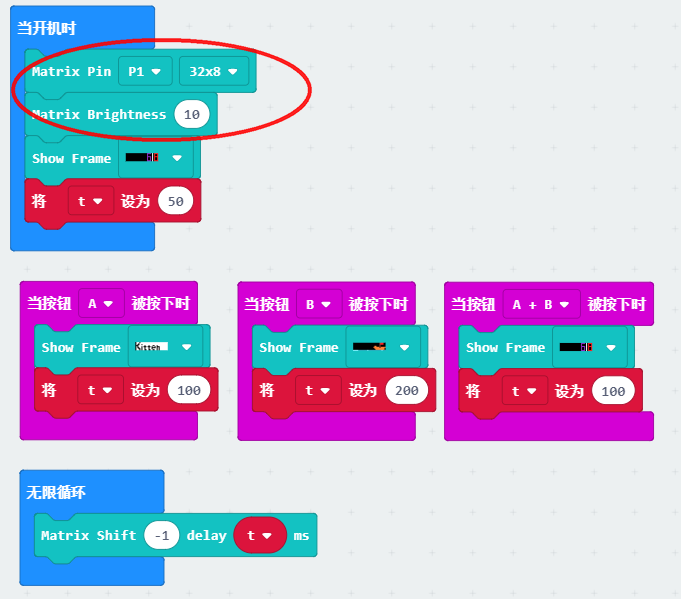 当开机时
Matrix Pin P1 32x8
Matrix Brightness 10
Show Frame
将 t 设为 50
当按钮 A 被按下时
Show Frame Kitten
将 t 设为 100
当按钮 B 被按下时
Show Frame
将 t 设为 200
当按钮 A + B 被按下时
Show Frame
将 t 设为 100
无限循环
Matrix Shift -1 delay t ms